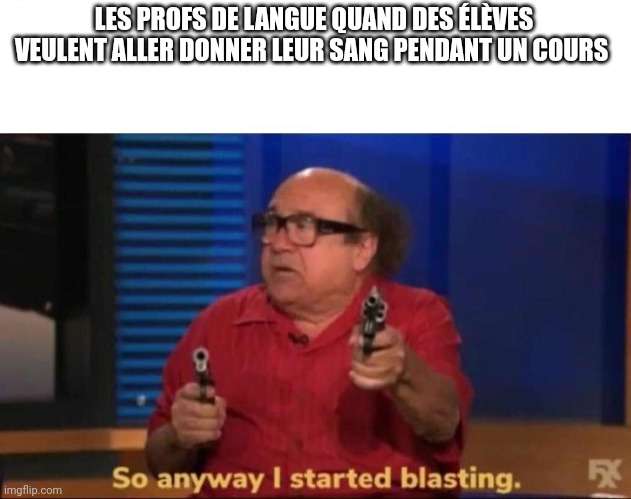 LES PROFS DE LANGUE QUAND DES ÉLÈVES
VEULENT ALLER DONNER LEUR SANG PENDANT UN COURS
So anyway I started blasting.
FX
imgflip.com